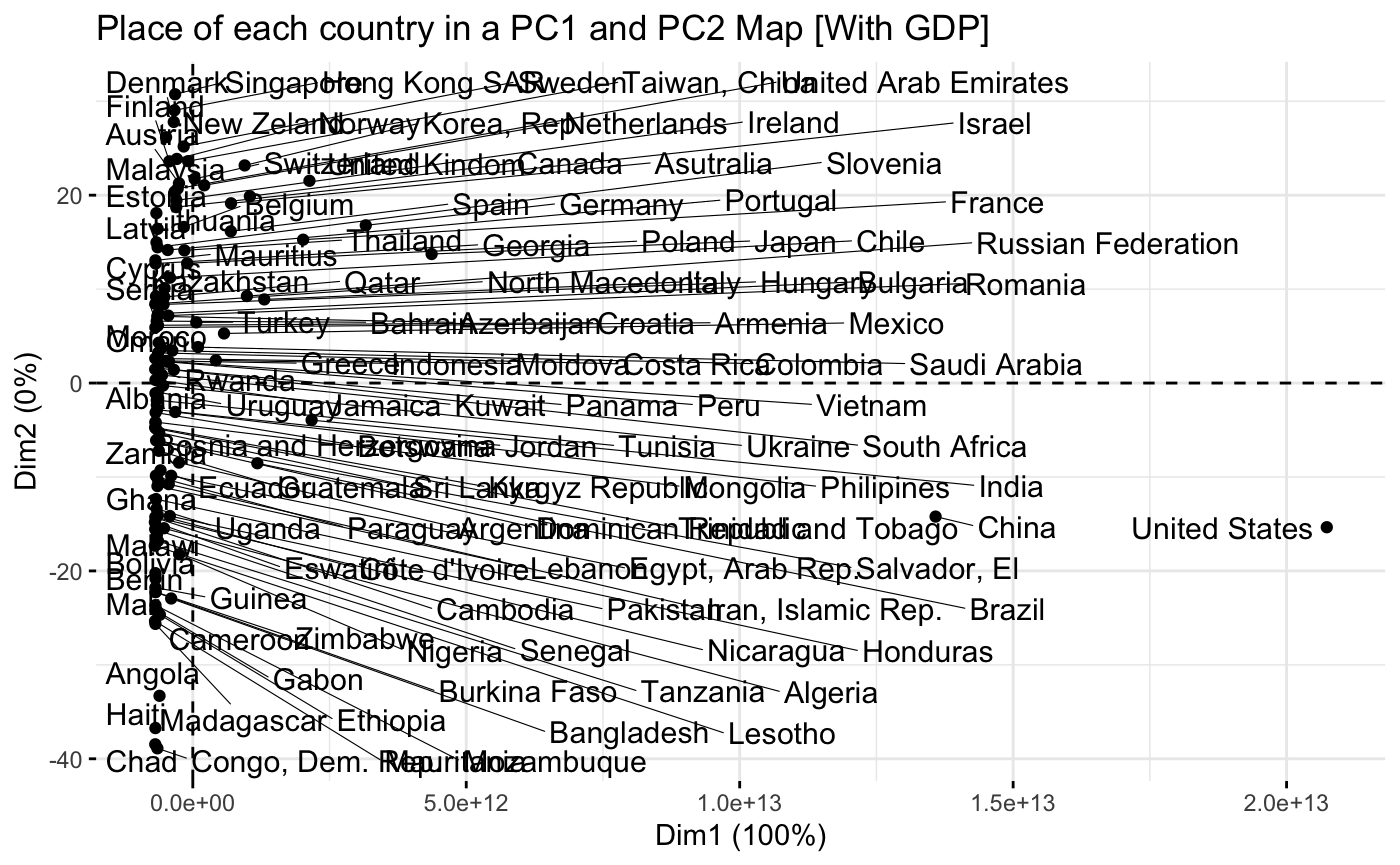 Place of each country in a PC1 and PC2 Map [With GDP]
Denmark Singapore Hong Kong SAR Sweden Taiwan, China United Arab Emirates
Finland
New Zeland Norway Korea, Rep Netherlands Ireland Israel
Austria
Malaysia Switzerland United Kindom Canada Asutralia Slovenia
Estonia Belgium Spain Germany Portugal France
20
Latvia Thailand Georgia Poland Japan Chile Russian Federation
Mauritius
Cyprus Qatar North Macedonia Italy Hungary Bulgaria Romania
Serbia
Turkey Bahrain Azerbaijan Croatia Armenia Mexico
Greece Indonesia Moldova Costa Rica Colombia Saudi Arabia
Rwanda
0
Albania Uruguay Jamaica Kuwait Panama Peru Vietnam
Bosnia and Herzegovina Botswana Jordan Tunisia Ukraine South Africa
Zambia
Ecuador Guatemala Sri Lanka Kyrgyz Republic Mongolia Philipines India
Ghana
Uganda Paraguay Argentina Dominican Republic Trinidad and Tobago China United States
Malawi
Bolivia Eswatini Côte d'Ivoire Lebanon Egypt, Arab Rep. Salvador, El
-20
Benin
Mali Guinea Cambodia Pakistan Iran, Islamic Rep. Brazil
Cameroon Zimbabwe Nigeria Senegal Nicaragua Honduras
Angola Gabon Burkina Faso Tanzania Algeria
Haiti Madagascar Ethiopia Bangladesh Lesotho
Chad Congo, Dem. Rep. Mauritania Mozambuque
-40
0.0e+00 5.0e+12 1.0e+13 1.5e+13 2.0e+13
Dim1 (100%)
Dim2 (0%)